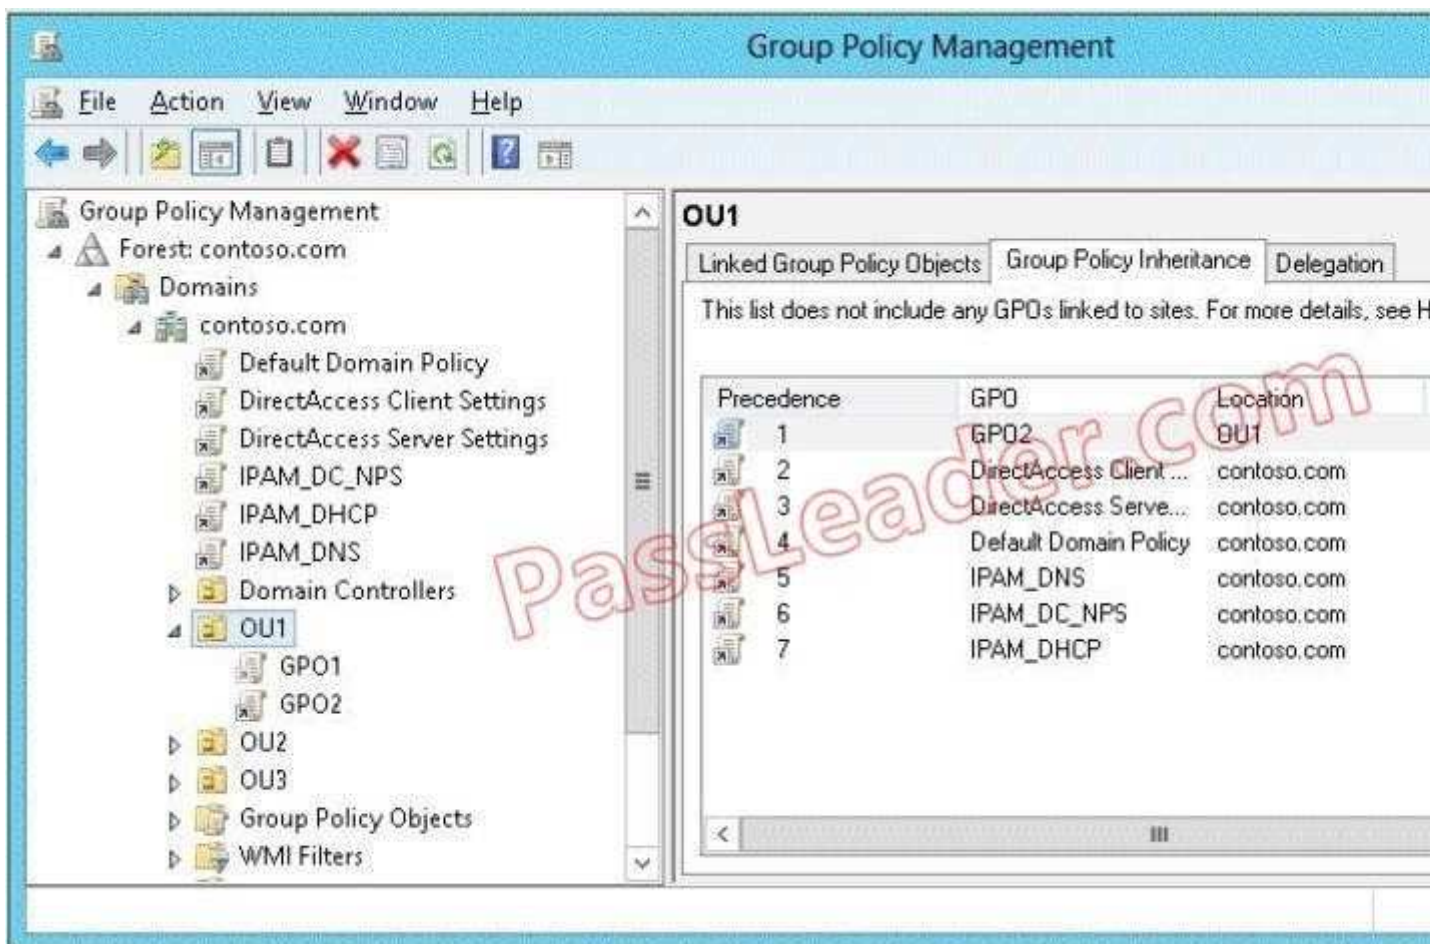 Group Policy Management
File Action View Window Help
Group Policy Management
Forest: contoso.com
Domains
contoso.com
Default Domain Policy
DirectAccess Client Settings
DirectAccess Server Settings
IPAM_DC_NPS
IPAM_DHCP
IPAM_DNS
Domain Controllers
OU1
GPO1
GPO2
OU2
OU3
Group Policy Objects
WMI Filters
OU1
Linked Group Policy Objects Group Policy Inheritance Delegation
This list does not include any GPOs linked to sites. For more details, see H
Precedence GPO Location
1 GPO2 OU1
2 DirectAccess Client ... contoso.com
3 DirectAccess Serve... contoso.com
4 Default Domain Policy contoso.com
5 IPAM_DNS contoso.com
6 IPAM_DC_NPS contoso.com
7 IPAM_DHCP contoso.com
PassLeader.com